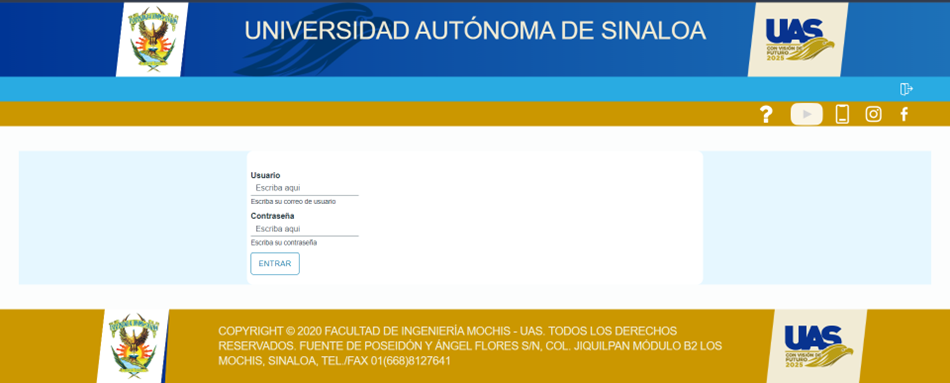 UNIVERSIDAD AUTÓNOMA DE SINALOA
UAS
CON VISIÓN DE
FUTURO
2025
Usuario
Escriba aqui
Escriba su correo de usuario
Contraseña
Escriba aqui
Escriba su contraseña
ENTRAR
COPYRIGHT © 2020 FACULTAD DE INGENIERÍA MOCHIS - UAS. TODOS LOS DERECHOS
RESERVADOS. FUENTE DE POSEIDÓN Y ÁNGEL FLORES S/N, COL. JIQUILPAN MÓDULO B2 LOS
MOCHIS, SINALOA, TEL./FAX 01(668)8127641
UAS
CON VISIÓN DE
FUTURO
2025